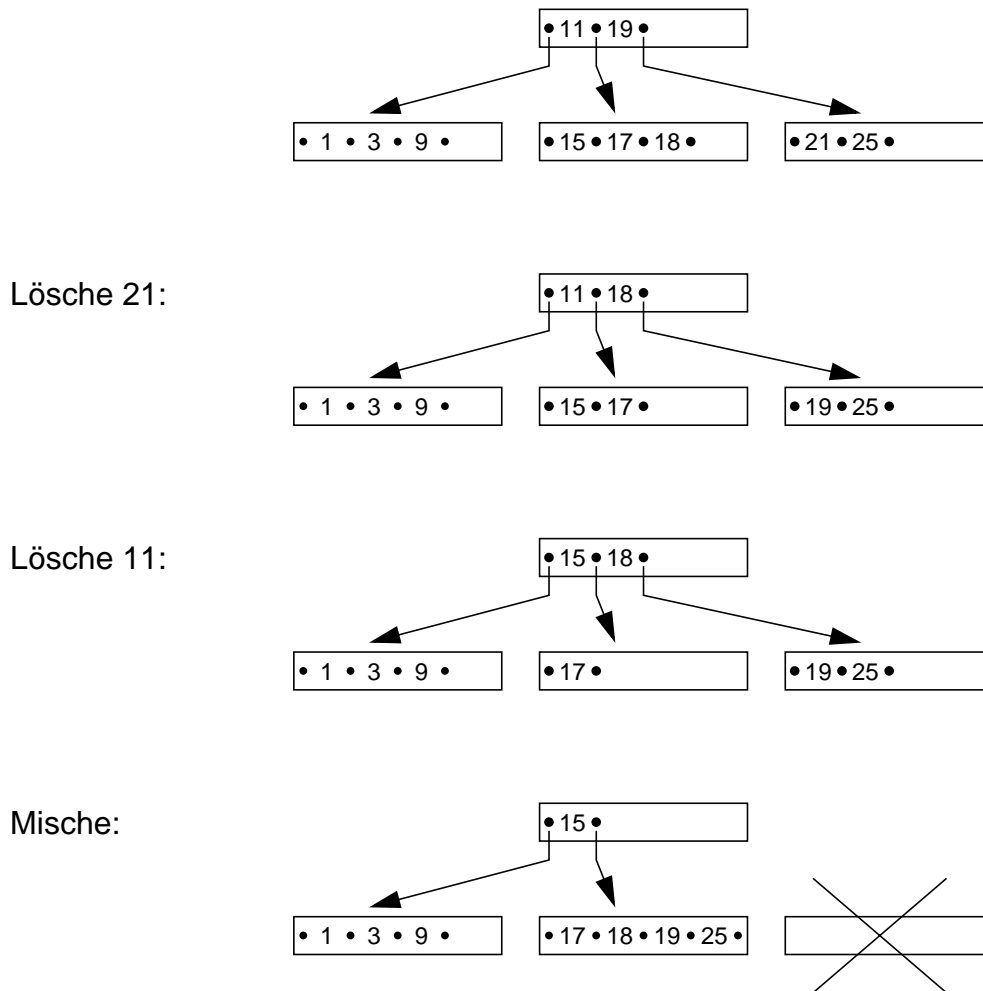 • 11 • 19 •
• 1 • 3 • 9 •
• 15 • 17 • 18 •
• 21 • 25 •
Lösche 21:
• 11 • 18 •
• 1 • 3 • 9 •
• 15 • 17 •
• 19 • 25 •
Lösche 11:
• 15 • 18 •
• 1 • 3 • 9 •
• 17 •
• 19 • 25 •
Mische:
• 15 •
• 1 • 3 • 9 •
• 17 • 18 • 19 • 25 •